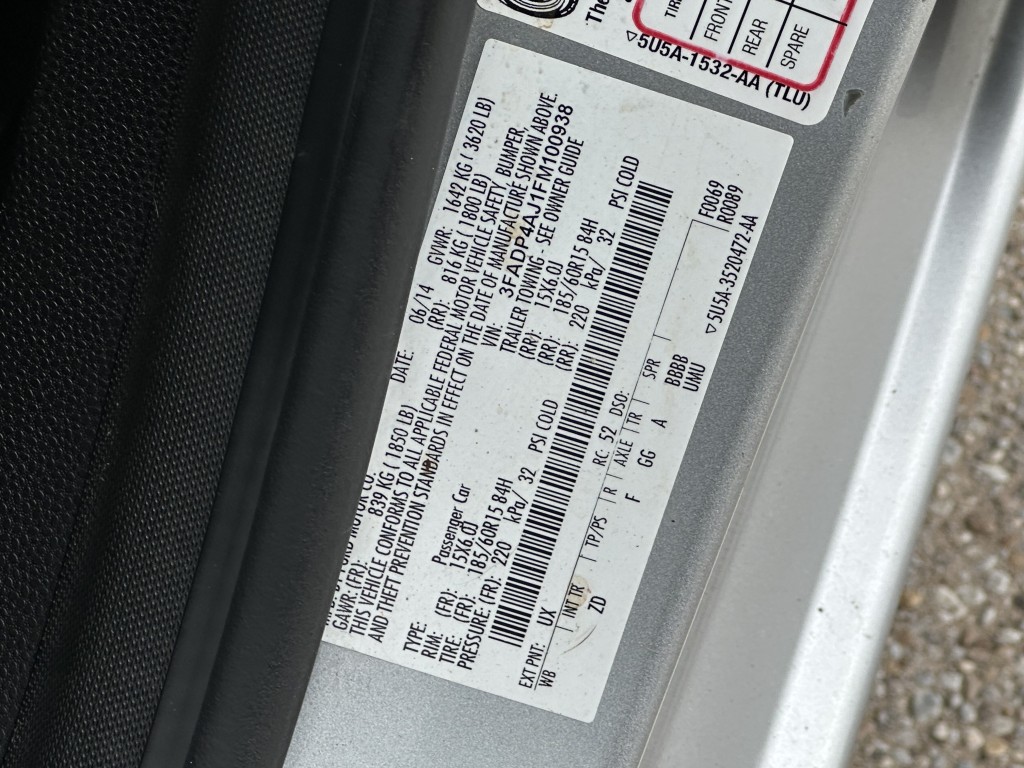 TIR
FRONT
REAR
SPARE
The
▽5U5A-1532-AA (TLU)
MOTOR CO.
DATE: 06/14 GVWR: 1642 KG ( 3620 LB)
GAWR: (FR): 839 KG ( 1850 LB) (RR): 816 KG ( 1800 LB)
THIS VEHICLE CONFORMS TO ALL APPLICABLE FEDERAL MOTOR VEHICLE SAFETY, BUMPER,
AND THEFT PREVENTION STANDARDS IN EFFECT ON THE DATE OF MANUFACTURE SHOWN ABOVE.
VIN: 3FADP4AJ1FM100938
TYPE: Passenger Car TRAILER TOWING - SEE OWNER GUIDE
RIM: (FR): 15X6.0J (RR): 15X6.0J
TIRE: (FR): 185/60R15 84H (RR): 185/60R15 84H
PRESSURE: (FR): 220 kPa/ 32 PSI COLD (RR): 220 kPa/ 32 PSI COLD
EXT PNT: UX RC: 52 DSO: F0069
WB INT TR TP/PS R AXLE TR SPR R0089
ZD F GG A BBBB
UMU
▽5U5A-3520472-AA